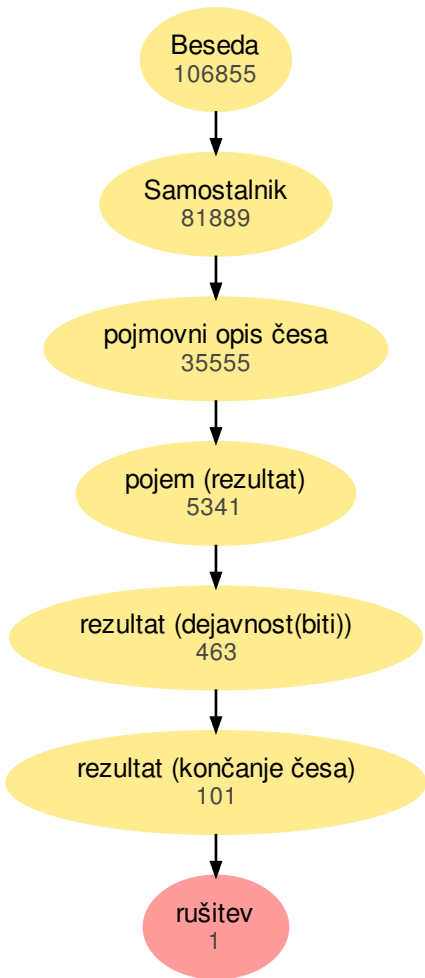 Beseda
106855
Samostalnik
81889
pojmovni opis česa
35555
pojem (rezultat)
5341
rezultat (dejavnost(biti))
463
rezultat (končanje česa)
101
rušitev
1